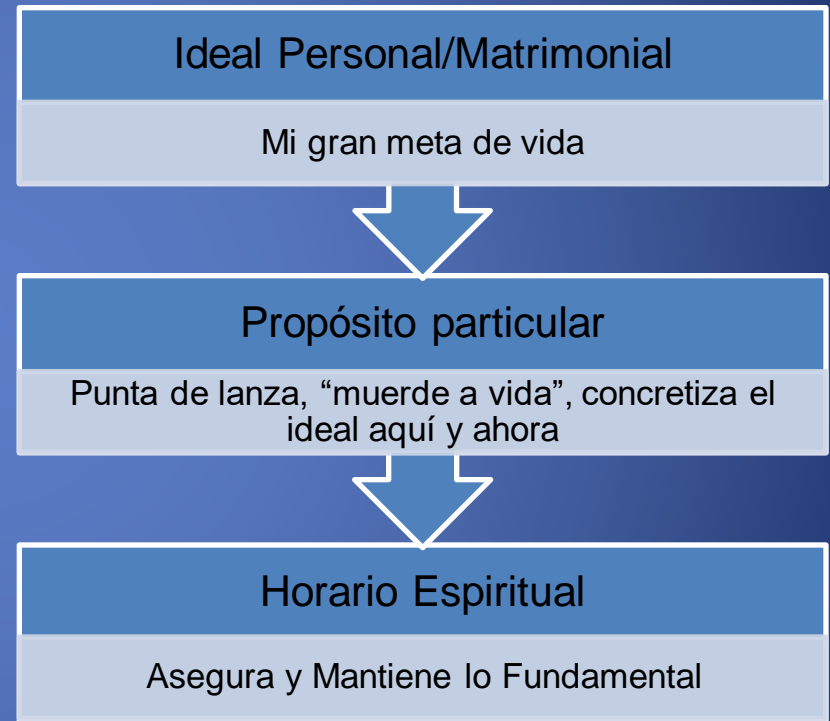 Ideal Personal/Matrimonial
Mi gran meta de vida
Propósito particular
Punta de lanza, “muerde a vida”, concretiza el
ideal aquí y ahora
Horario Espiritual
Asegura y Mantiene lo Fundamental